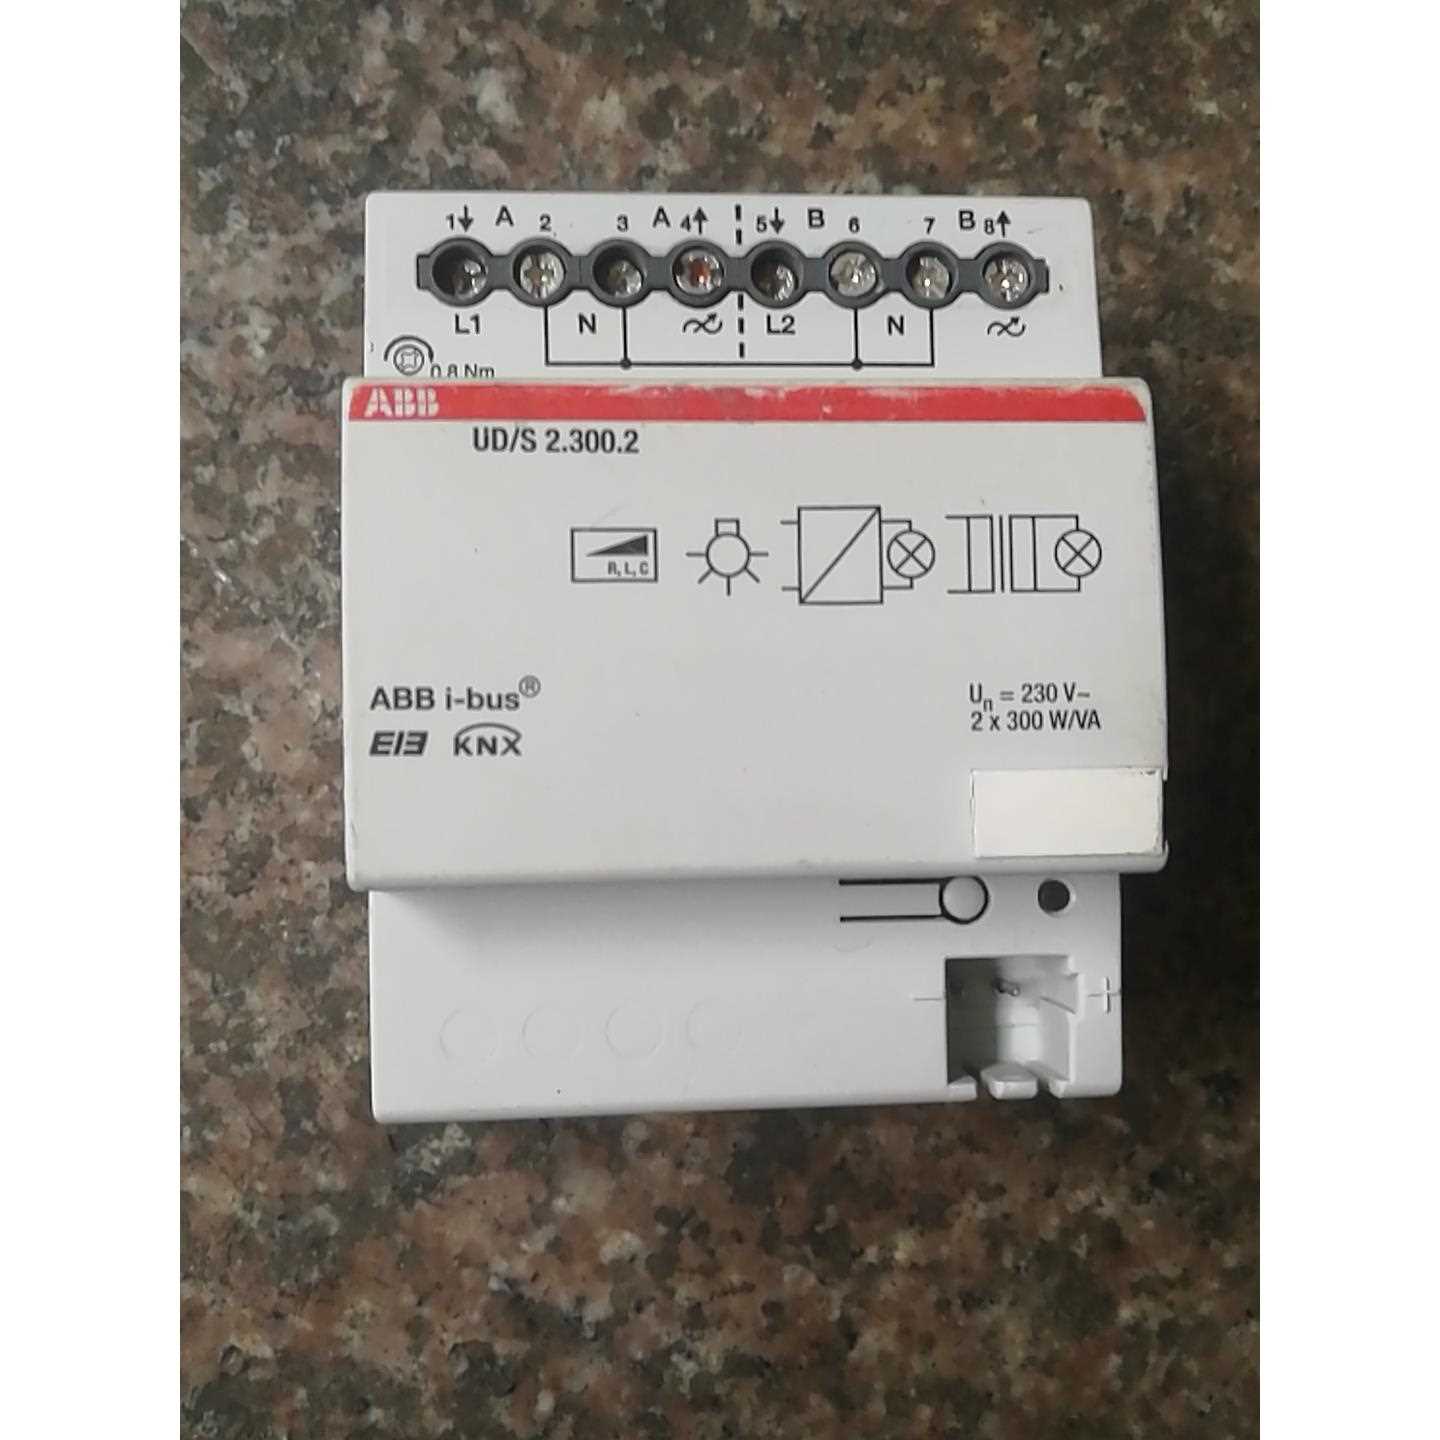 1 A 2 3 A 4 5 B 6 7 B 8
L1 N L2 N
0.8 Nm
ABB
UD/S 2.300.2
R, L, C
ABB i-bus®
EIB KNX
Un = 230 V~
2 x 300 W/VA
- +